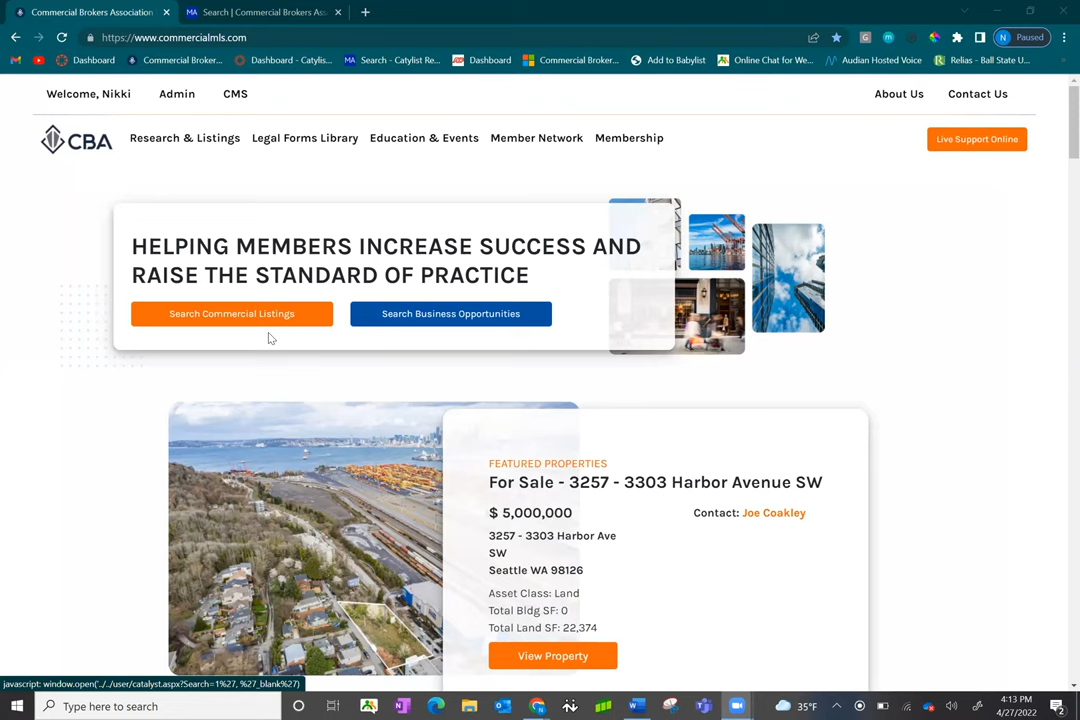 Commercial Brokers Association
Search | Commercial Brokers Ass
https://www.commercialmls.com
N
Paused
Dashboard
Commercial Broker...
Dashboard - Catylis...
MA Search - Catylist Re...
Dashboard
Commercial Broker...
Add to Babylist
Online Chat for We...
Audian Hosted Voice
Relias - Ball State U...
Welcome, Nikki
Admin
CMS
About Us
Contact Us
CBA
Research & Listings
Legal Forms Library
Education & Events
Member Network
Membership
Live Support Online
HELPING MEMBERS INCREASE SUCCESS AND
RAISE THE STANDARD OF PRACTICE
Search Commercial Listings
Search Business Opportunities
FEATURED PROPERTIES
For Sale - 3257 - 3303 Harbor Avenue SW
$ 5,000,000
Contact: Joe Coakley
3257 - 3303 Harbor Ave
SW
Seattle WA 98126
Asset Class: Land
Total Bldg SF: 0
Total Land SF: 22,374
View Property
javascript: window.open('../../user/catalyst.aspx?Search=1%27, %27_blank%27)
Type here to search
35°F
4:13 PM
4/27/2022
2